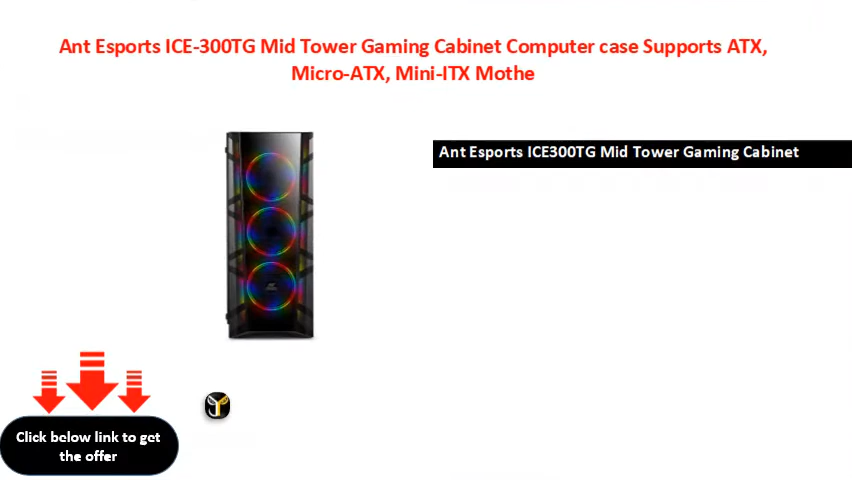 Ant Esports ICE-300TG Mid Tower Gaming Cabinet Computer case Supports ATX,
Micro-ATX, Mini-ITX Mothe
Ant Esports ICE300TG Mid Tower Gaming Cabinet
Click below link to get
the offer